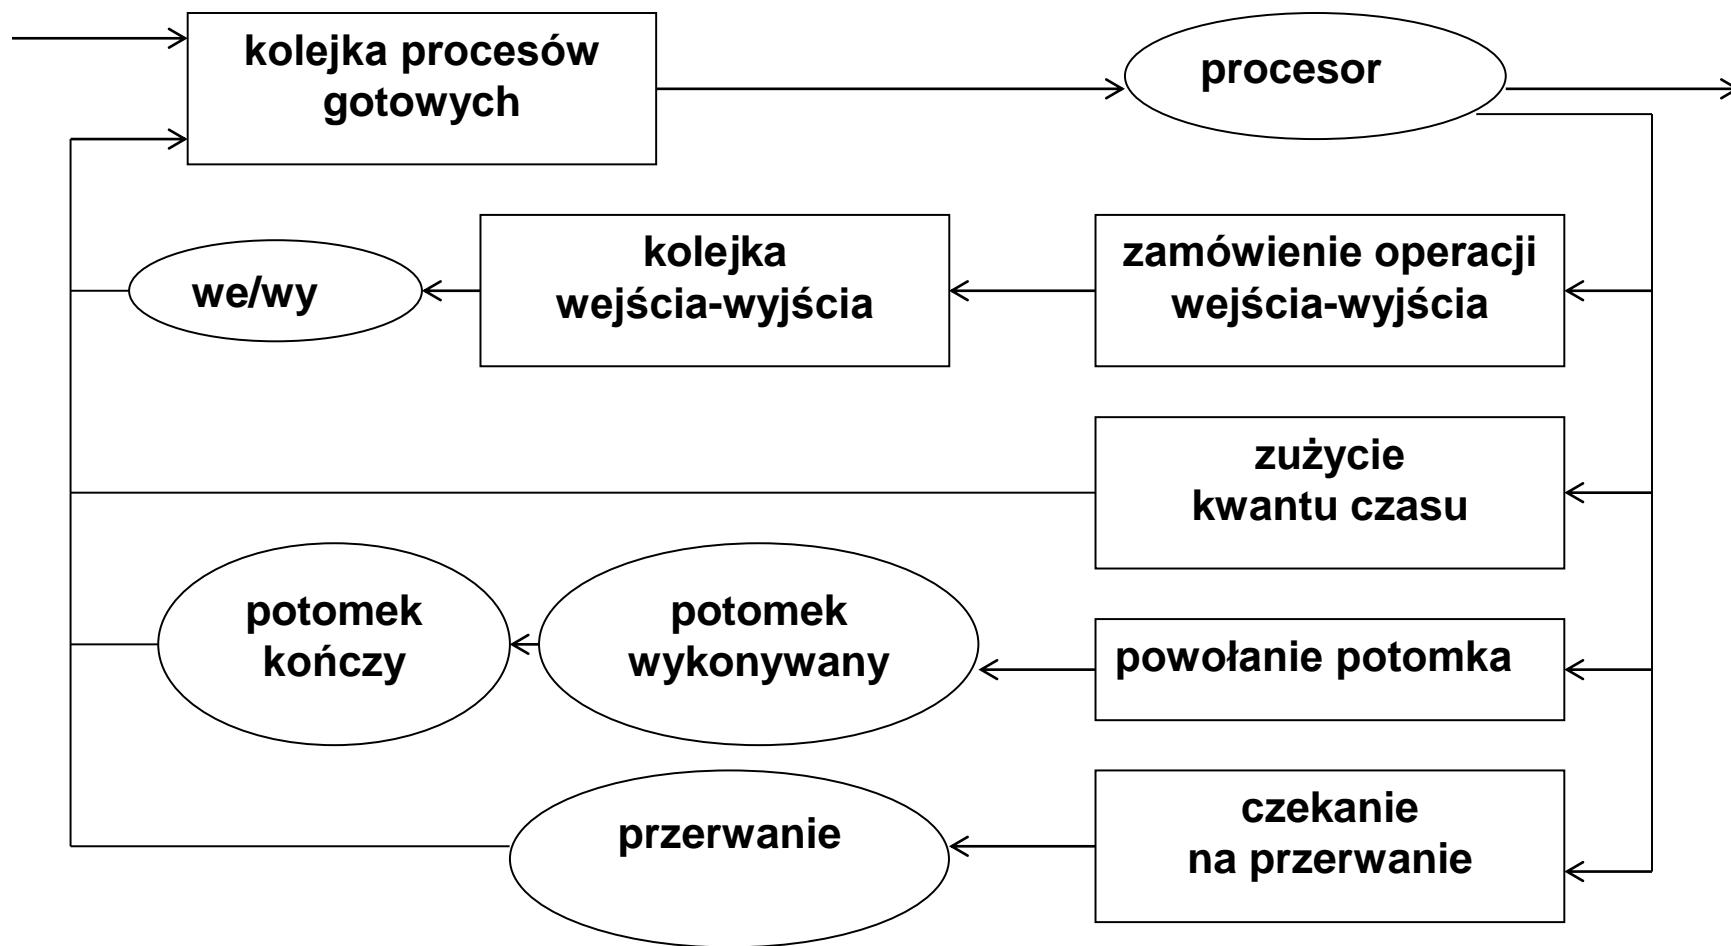 kolejka procesów
gotowych
procesor
we/wy
kolejka
wejścia-wyjścia
zamówienie operacji
wejścia-wyjścia
zużycie
kwantu czasu
potomek
kończy
potomek
wykonywany
powołanie potomka
przerwanie
czekanie
na przerwanie